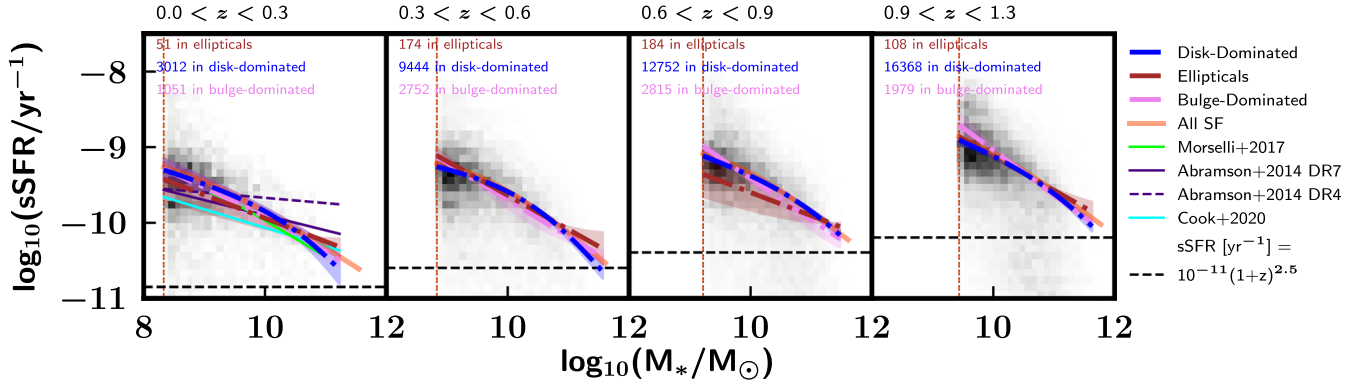 0.0 < z < 0.3
0.3 < z < 0.6
0.6 < z < 0.9
0.9 < z < 1.3
51 in ellipticals
3012 in disk-dominated
1051 in bulge-dominated
174 in ellipticals
9444 in disk-dominated
2752 in bulge-dominated
184 in ellipticals
12752 in disk-dominated
2815 in bulge-dominated
108 in ellipticals
16368 in disk-dominated
1979 in bulge-dominated
log₁₀(sSFR/yr⁻¹)
−8
−9
−10
−11
8
10
12
10
12
10
12
10
12
log₁₀(M∗/M⊙)
Disk-Dominated
Ellipticals
Bulge-Dominated
All SF
Morselli+2017
Abramson+2014 DR7
Abramson+2014 DR4
Cook+2020
sSFR [yr⁻¹] =
10⁻¹¹(1+z)²·⁵